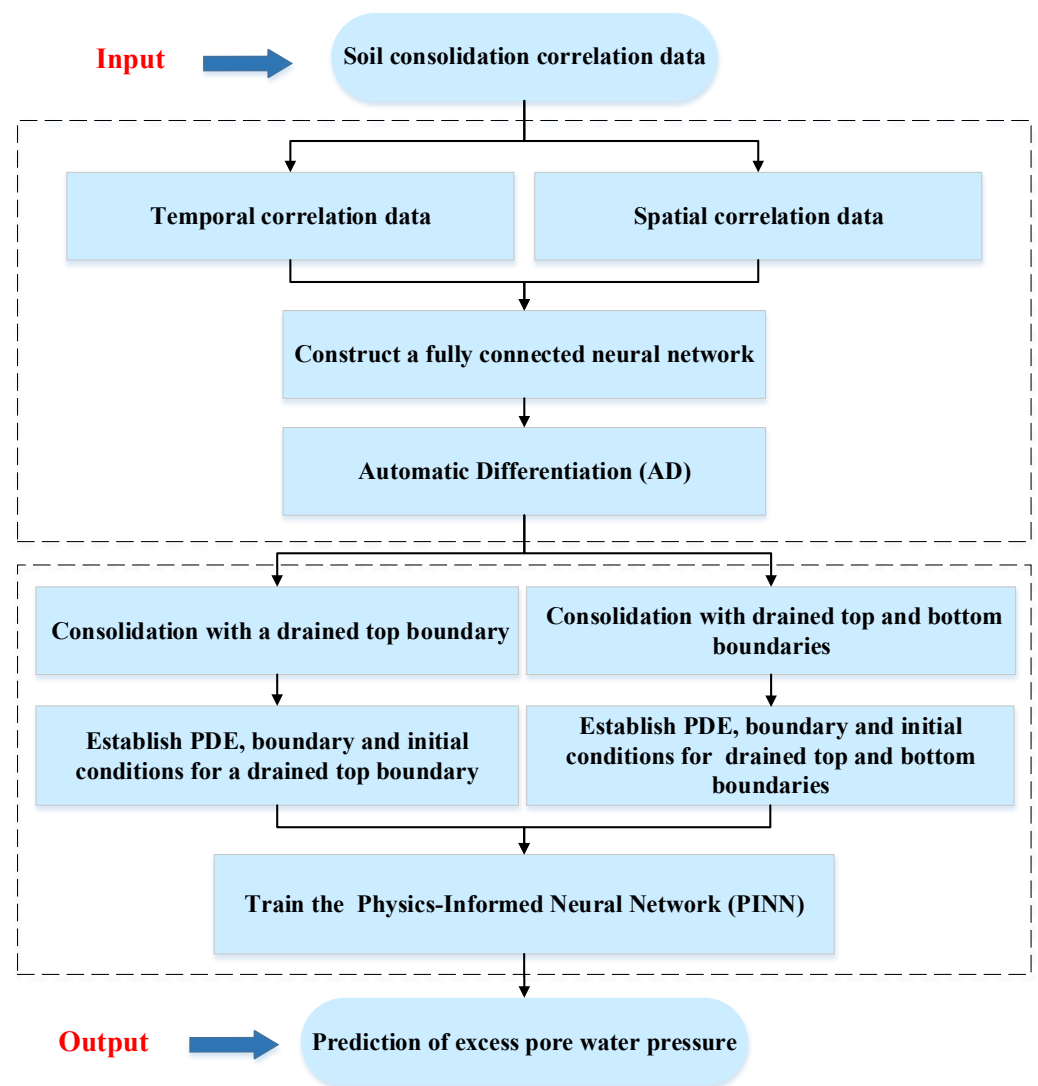 Input
Soil consolidation correlation data
Temporal correlation data
Spatial correlation data
Construct a fully connected neural network
Automatic Differentiation (AD)
Consolidation with a drained top boundary
Consolidation with drained top and bottom
boundaries
Establish PDE, boundary and initial
conditions for a drained top boundary
Establish PDE, boundary and initial
conditions for drained top and bottom
boundaries
Train the Physics-Informed Neural Network (PINN)
Output
Prediction of excess pore water pressure